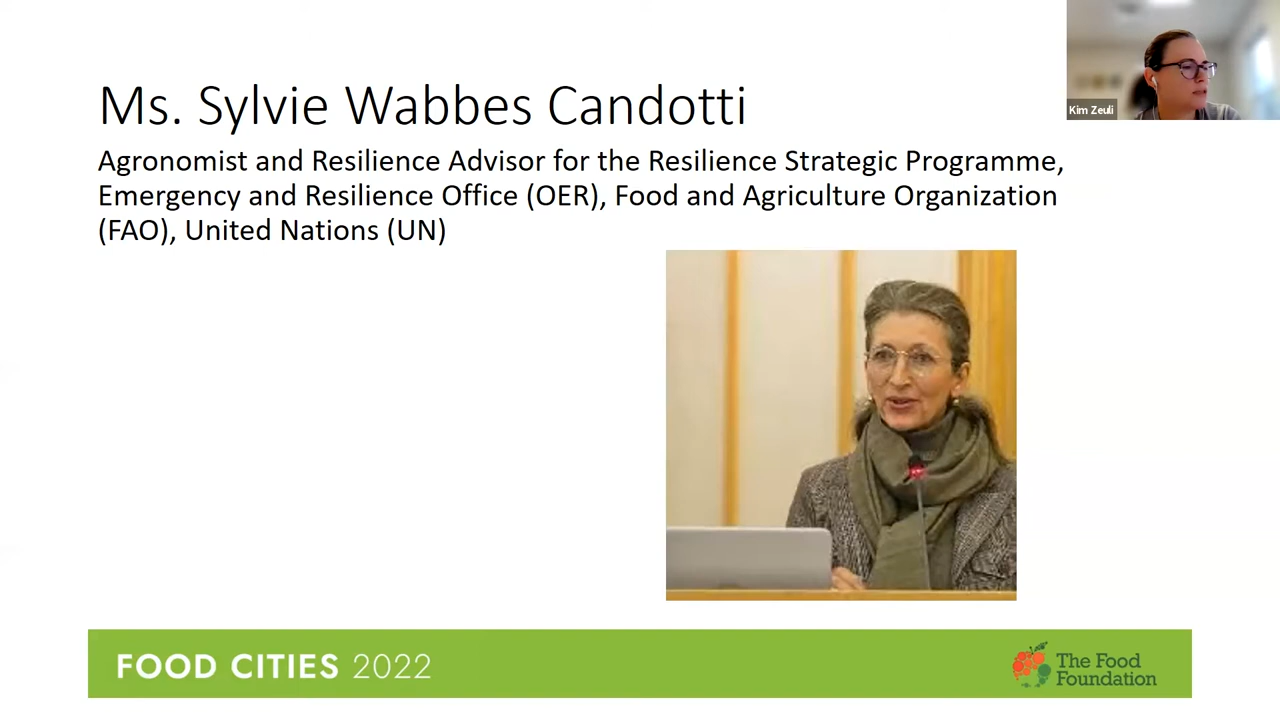 Ms. Sylvie Wabbes Candotti
Kim Zeuli
Agronomist and Resilience Advisor for the Resilience Strategic Programme,
Emergency and Resilience Office (OER), Food and Agriculture Organization
(FAO), United Nations (UN)
FOOD CITIES 2022
The Food
Foundation